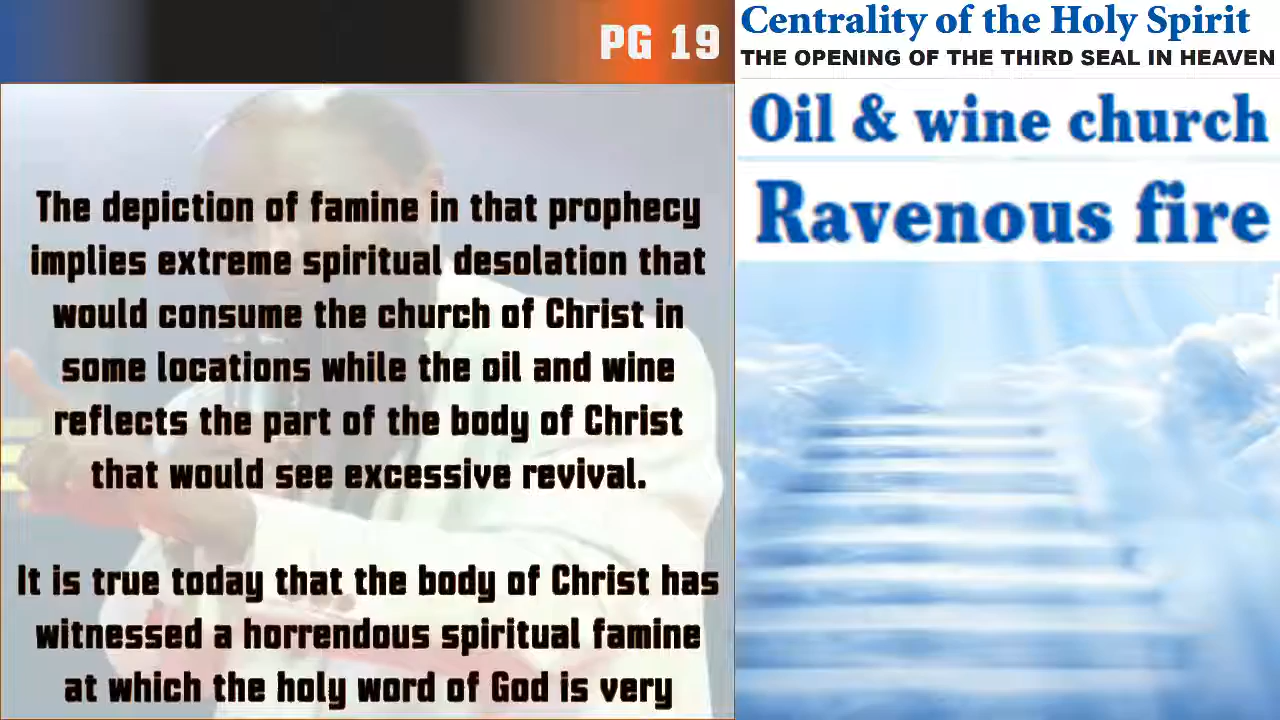 PG 19
The depiction of famine in that prophecy
implies extreme spiritual desolation that
would consume the church of Christ in
some locations while the oil and wine
reflects the part of the body of Christ
that would see excessive revival.
It is true today that the body of Christ has
witnessed a horrendous spiritual famine
at which the holy word of God is very
Centrality of the Holy Spirit
THE OPENING OF THE THIRD SEAL IN HEAVEN
Oil & wine church
Ravenous fire